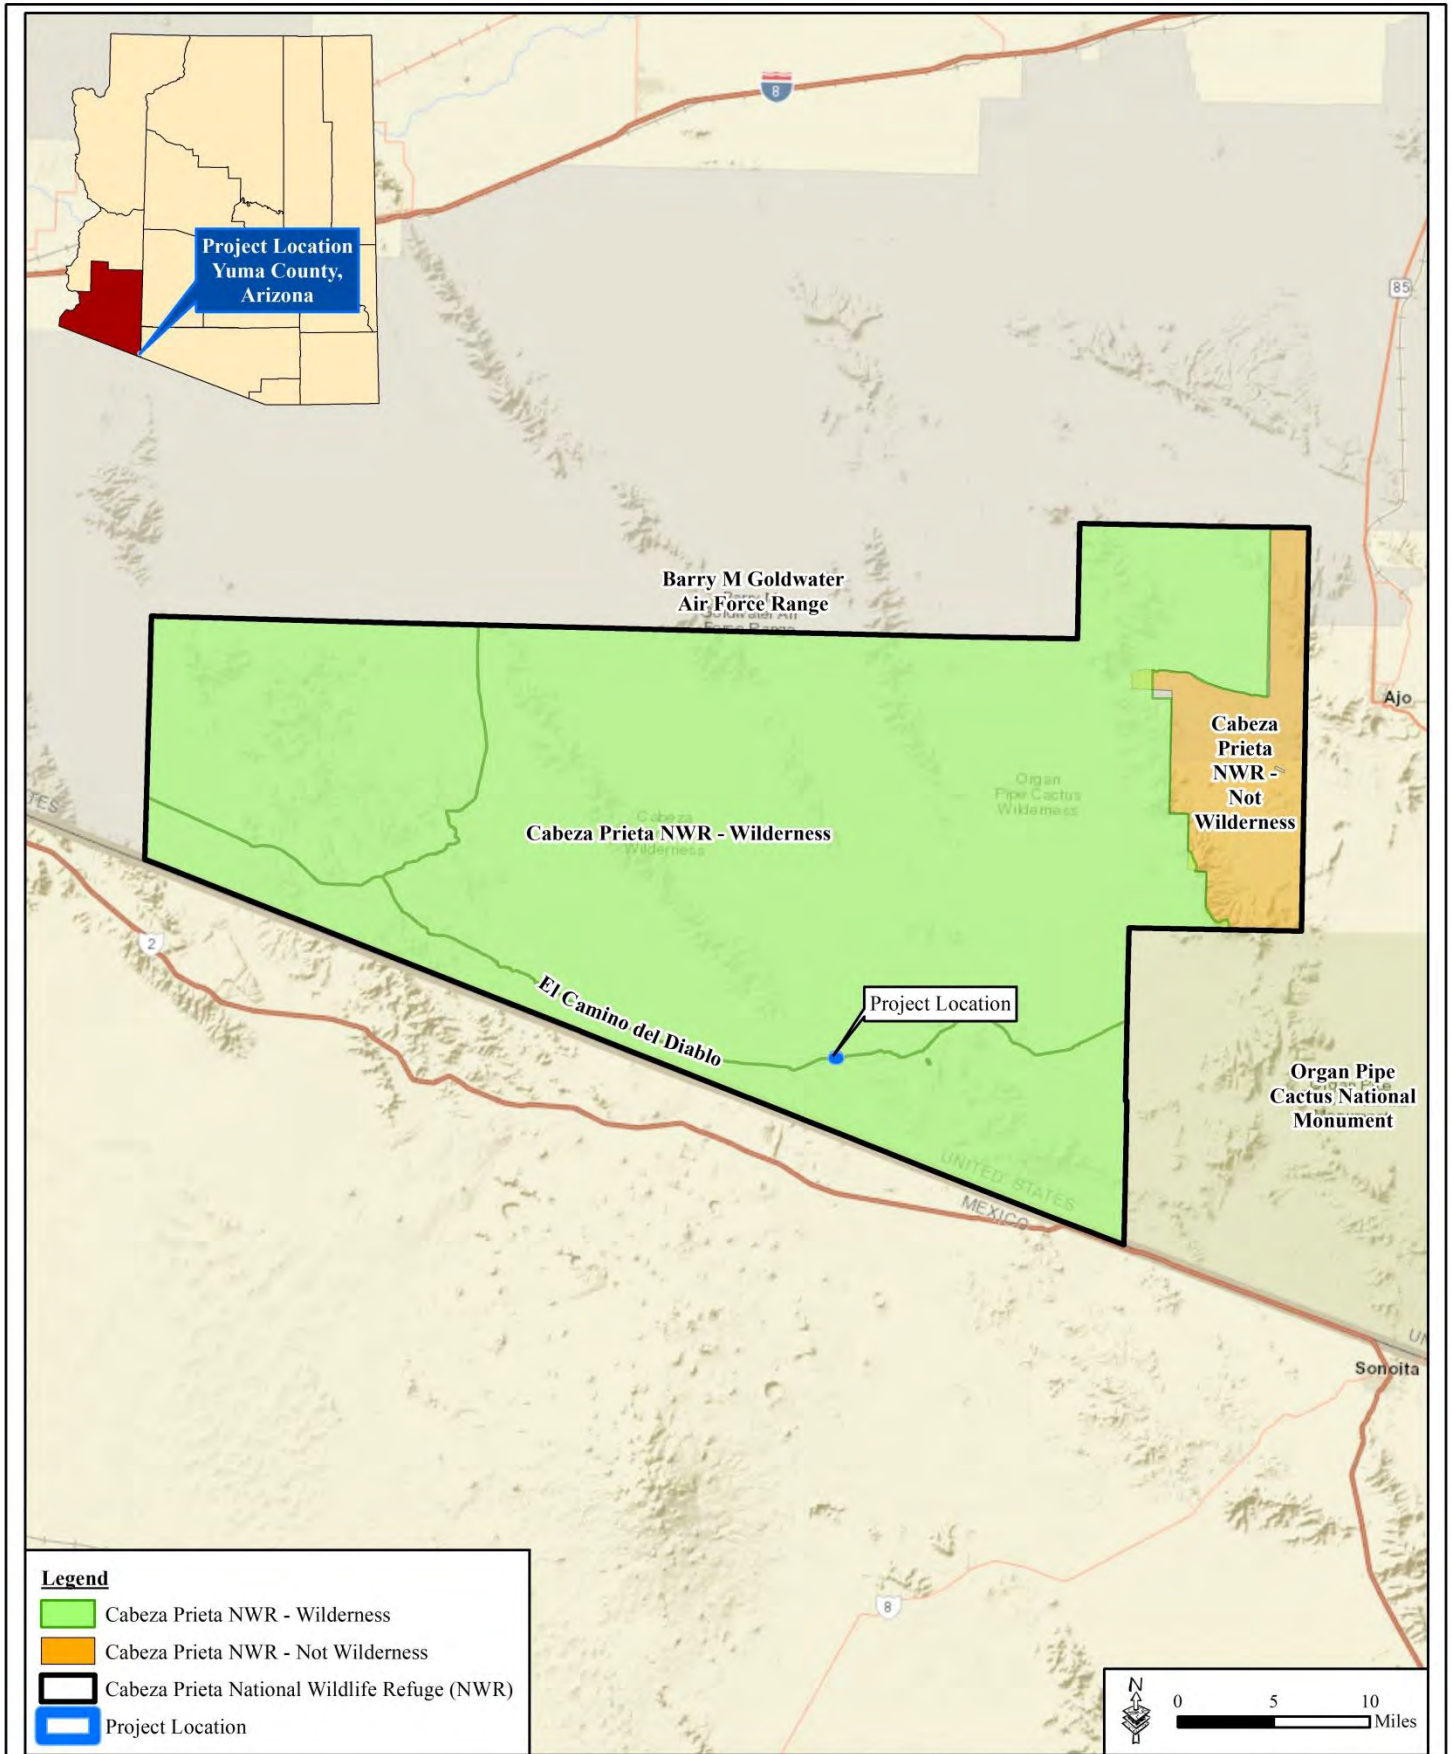 8
Project Location
Yuma County,
Arizona
85
Barry M Goldwater
Air Force Range
Ajo
Cabeza
Prieta
NWR -
Not
Wilderness
Organ
Pipe Cactus
Wilderness
Cabeza
Wilderness
Cabeza Prieta NWR - Wilderness
TES
2
El Camino del Diablo
Project Location
Organ Pipe
Cactus National
Monument
UNITED STATES
MEXICO
UN
Sonoita
8
Legend
Cabeza Prieta NWR - Wilderness
Cabeza Prieta NWR - Not Wilderness
Cabeza Prieta National Wildlife Refuge (NWR)
Project Location
N
0 5 10
Miles